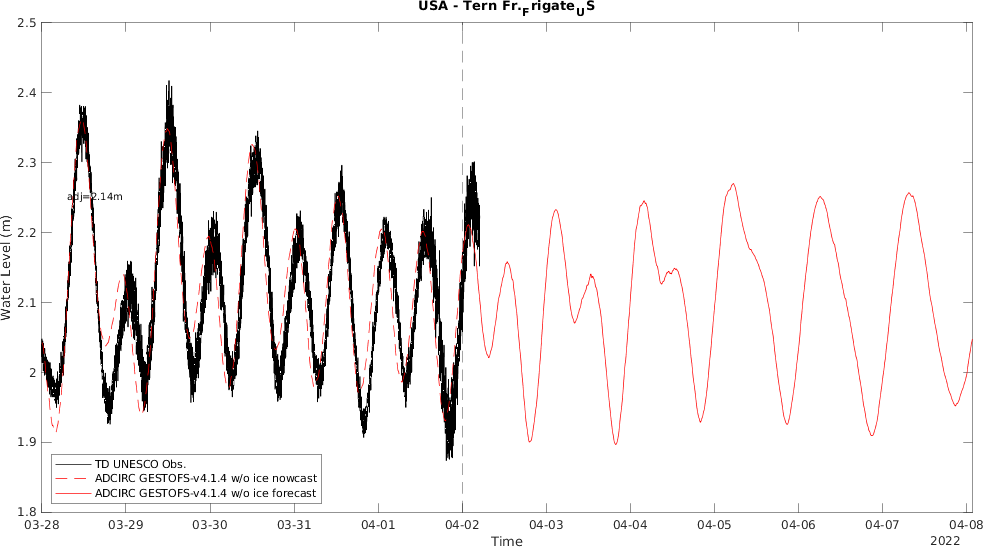 USA - Tern Fr.FrigateUS
2.5
2.4
2.3
adj=2.14m
2.2
Water Level (m)
2.1
2
1.9
TD UNESCO Obs.
ADCIRC GESTOFS-v4.1.4 w/o ice nowcast
ADCIRC GESTOFS-v4.1.4 w/o ice forecast
1.8
03-28 03-29 03-30 03-31 04-01 04-02 04-03 04-04 04-05 04-06 04-07 04-08
Time
2022